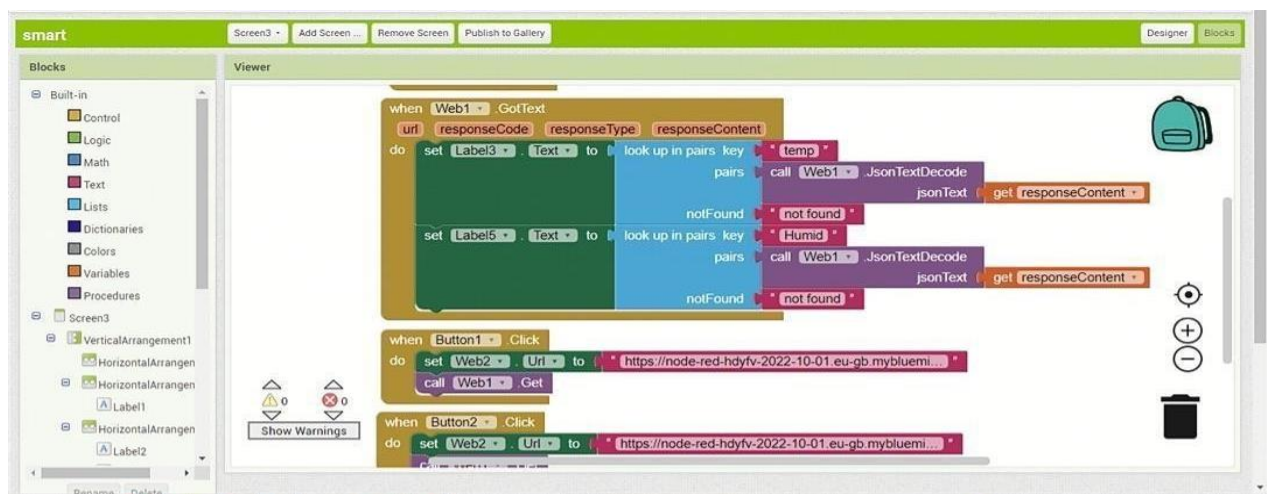 smart Screen3 Add Screen ... Remove Screen Publish to Gallery Designer Blocks
Blocks Viewer
Built-in
Control
Logic
Math
Text
Lists
Dictionaries
Colors
Variables
Procedures
Screen3
VerticalArrangement1
HorizontalArrangen
HorizontalArrangen
Label1
HorizontalArrangen
Label2
Rename Delete
when Web1 .GotText
url responseCode responseType responseContent
do set Label3 . Text to look up in pairs key " temp "
pairs call Web1 .JsonTextDecode
jsonText get responseContent
notFound " not found "
set Label5 . Text to look up in pairs key " Humid "
pairs call Web1 .JsonTextDecode
jsonText get responseContent
notFound " not found "
when Button1 .Click
do set Web2 . Url to " https://node-red-hdyfv-2022-10-01.eu-gb.mybluemi... "
call Web1 .Get
when Button2 .Click
do set Web2 . Url to " https://node-red-hdyfv-2022-10-01.eu-gb.mybluemi... "
0 0
Show Warnings